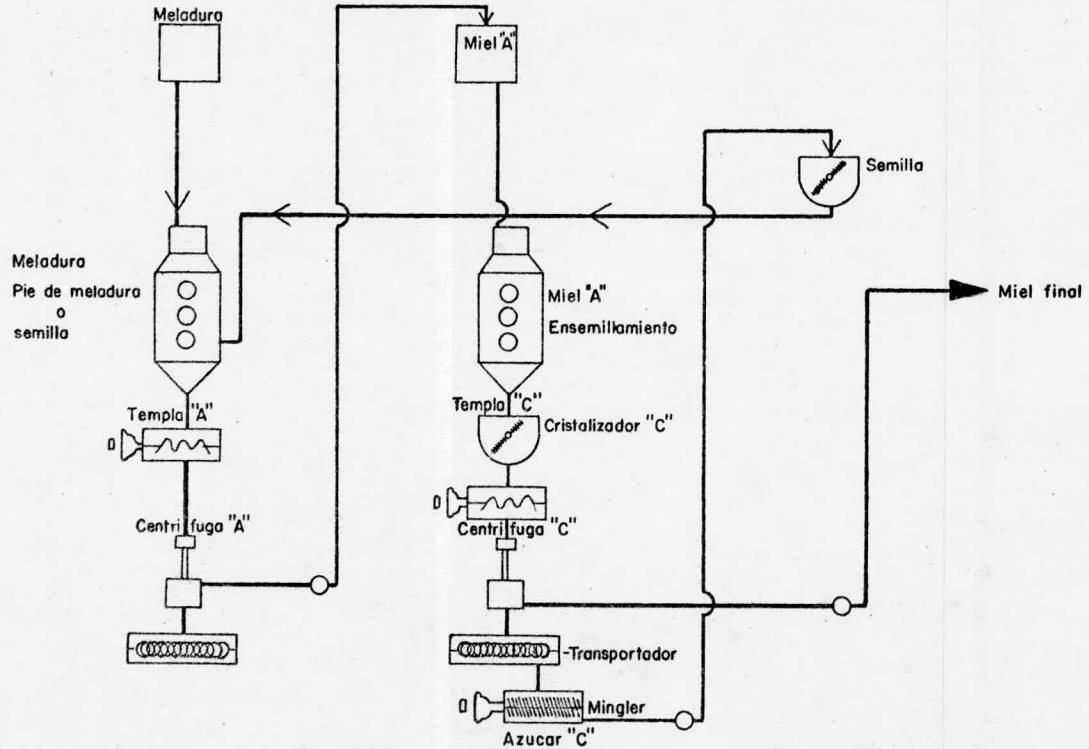 Meladura
Miel "A"
Semilla
Meladura
Pie de meladura
o
semilla
Miel "A"
Ensemillamiento
Miel final
Templa "A"
Templa "C"
Cristalizador "C"
Centrifuga "A"
Centrifuga "C"
-Transportador
Mingler
Azucar "C"